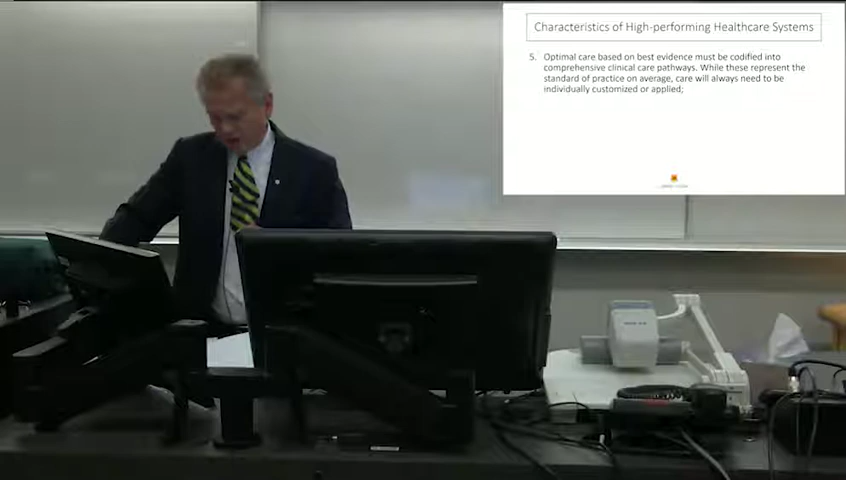 Characteristics of High-performing Healthcare Systems
5. Optimal care based on best evidence must be codified into
comprehensive clinical care pathways. While these represent the
standard of practice on average, care will always need to be
individually customized or applied;